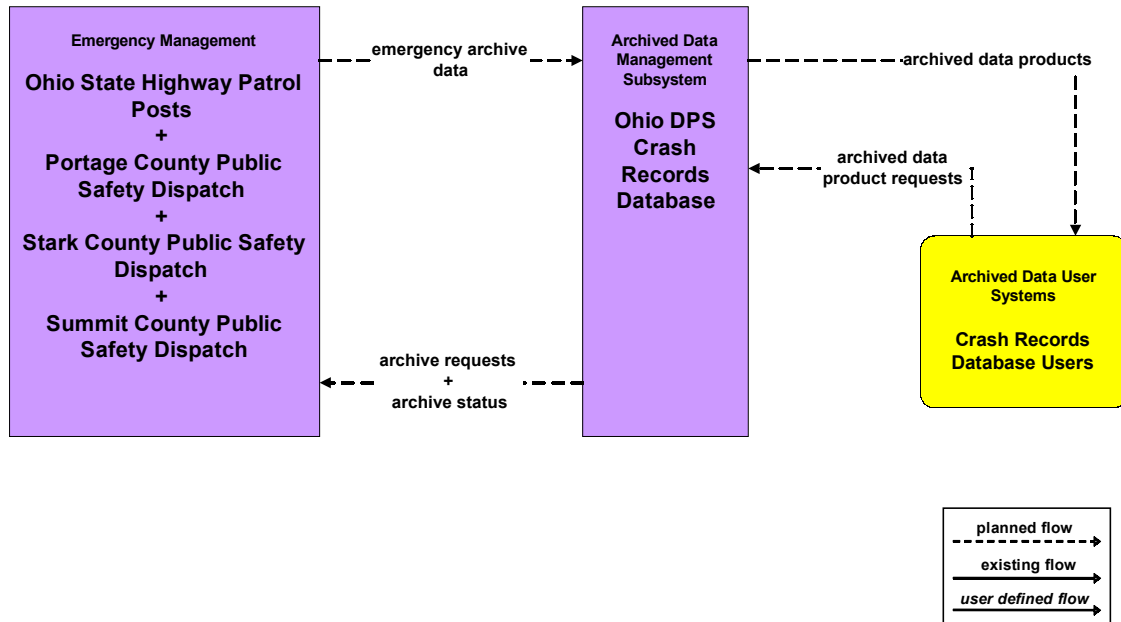 Emergency Management
Ohio State Highway Patrol
Posts
+
Portage County Public
Safety Dispatch
+
Stark County Public Safety
Dispatch
+
Summit County Public
Safety Dispatch
emergency archive
data
archive requests
+
archive status
Archived Data
Management
Subsystem
Ohio DPS
Crash
Records
Database
archived data products
archived data
product requests
Archived Data User
Systems
Crash Records
Database Users
planned flow
existing flow
user defined flow